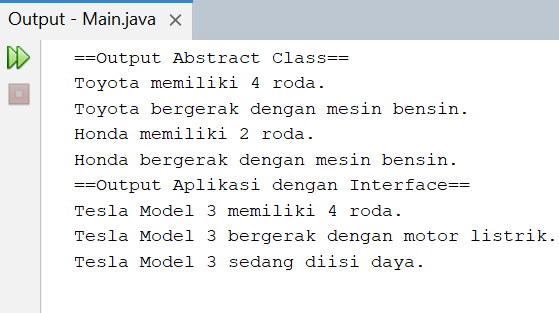 Output - Main.java ×
==Output Abstract Class==
Toyota memiliki 4 roda.
Toyota bergerak dengan mesin bensin.
Honda memiliki 2 roda.
Honda bergerak dengan mesin bensin.
==Output Aplikasi dengan Interface==
Tesla Model 3 memiliki 4 roda.
Tesla Model 3 bergerak dengan motor listrik.
Tesla Model 3 sedang diisi daya.